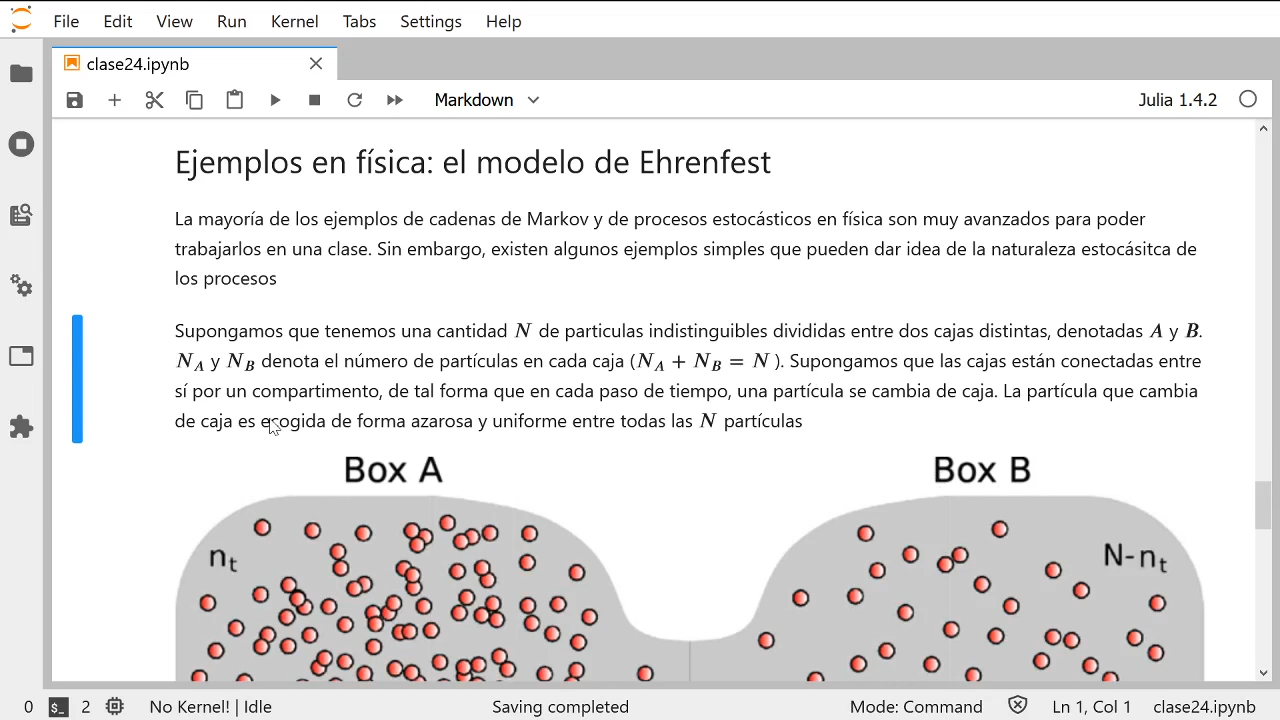 File Edit View Run Kernel Tabs Settings Help
clase24.ipynb
Markdown
Julia 1.4.2
Ejemplos en física: el modelo de Ehrenfest
La mayoría de los ejemplos de cadenas de Markov y de procesos estocásticos en física son muy avanzados para poder
trabajarlos en una clase. Sin embargo, existen algunos ejemplos simples que pueden dar idea de la naturaleza estocásitca de
los procesos
Supongamos que tenemos una cantidad N de particulas indistinguibles divididas entre dos cajas distintas, denotadas A y B.
N_A y N_B denota el número de partículas en cada caja (N_A + N_B = N ). Supongamos que las cajas están conectadas entre
sí por un compartimento, de tal forma que en cada paso de tiempo, una partícula se cambia de caja. La partícula que cambia
de caja es escogida de forma azarosa y uniforme entre todas las N partículas
Box A
Box B
n_t
N-n_t
0 $_ 2 No Kernel! | Idle Saving completed Mode: Command Ln 1, Col 1 clase24.ipynb